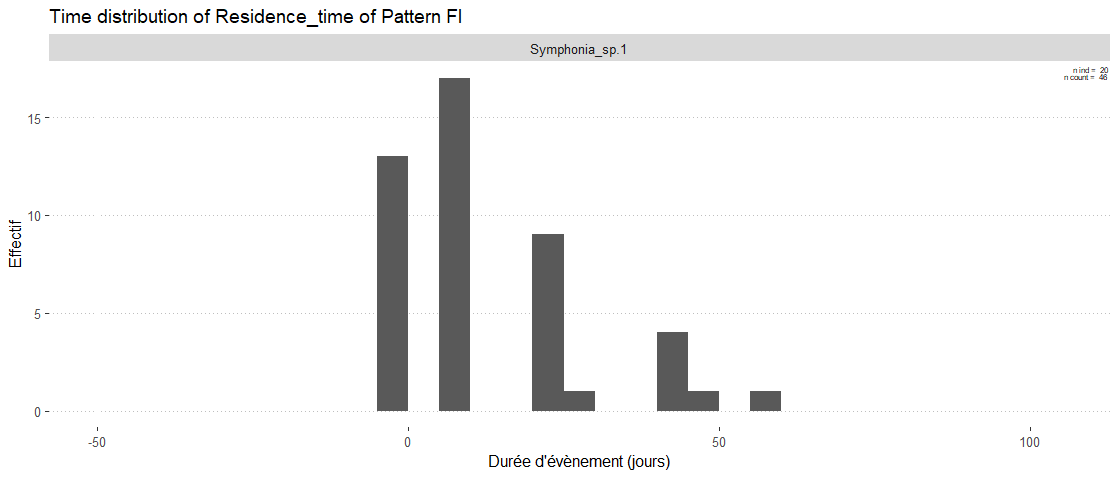 Time distribution of Residence_time of Pattern Fl
Symphonia_sp.1
n ind = 20
n count = 46
15
10
5
0
Effectif
-50 0 50 100
Durée d'évènement (jours)